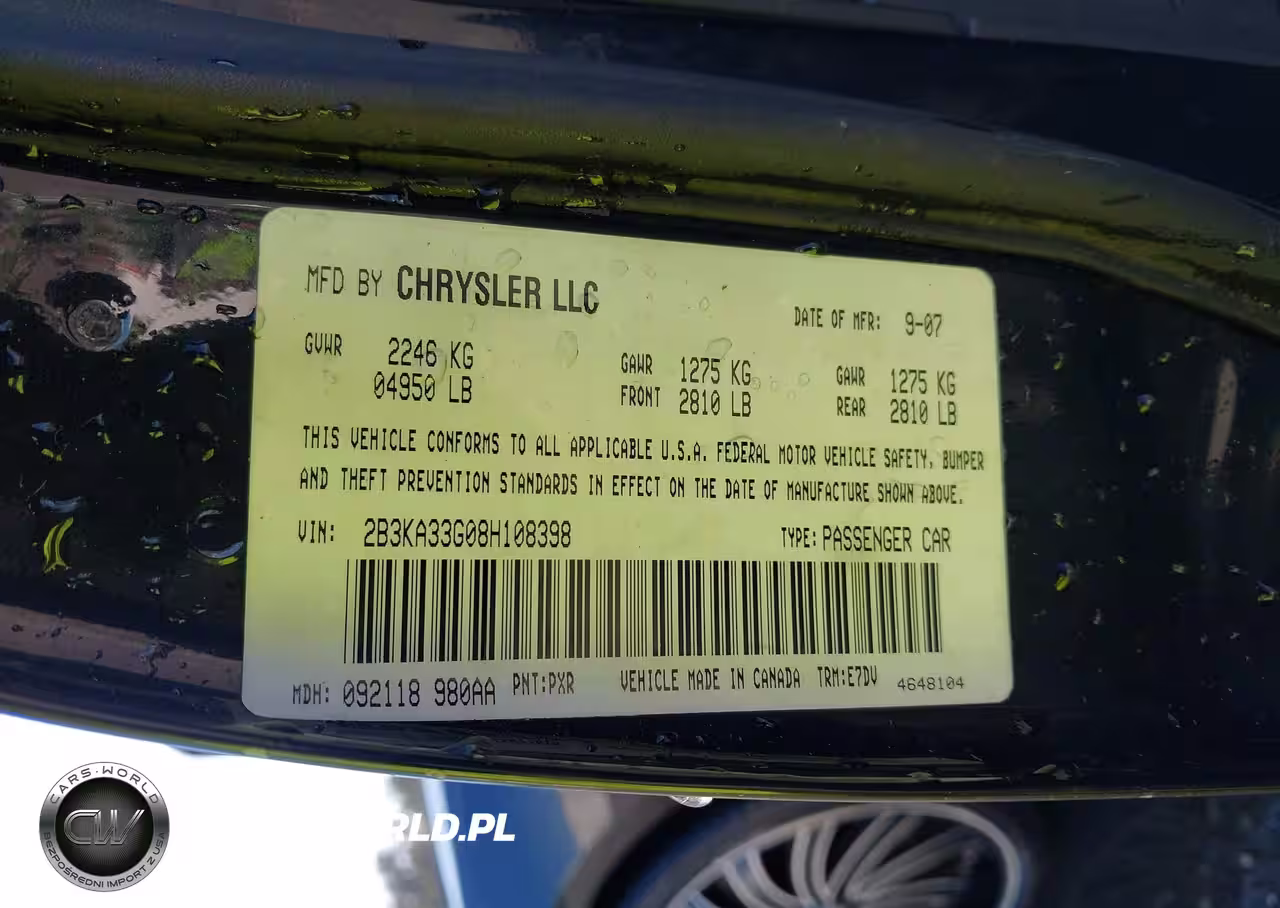 MFD BY CHRYSLER LLC
DATE OF MFR: 9-07
GVWR 2246 KG
04950 LB
GAWR 1275 KG
FRONT 2810 LB
GAWR 1275 KG
REAR 2810 LB
THIS VEHICLE CONFORMS TO ALL APPLICABLE U.S.A. FEDERAL MOTOR VEHICLE SAFETY, BUMPER
AND THEFT PREVENTION STANDARDS IN EFFECT ON THE DATE OF MANUFACTURE SHOWN ABOVE.
VIN: 2B3KA33G08H108398 TYPE: PASSENGER CAR
MDH: 092118 980AA PNT:PXR VEHICLE MADE IN CANADA TRM:E7DV 4648104
CARS-WORLD
CW
BEZPOŚREDNI IMPORT Z USA
RLD.PL